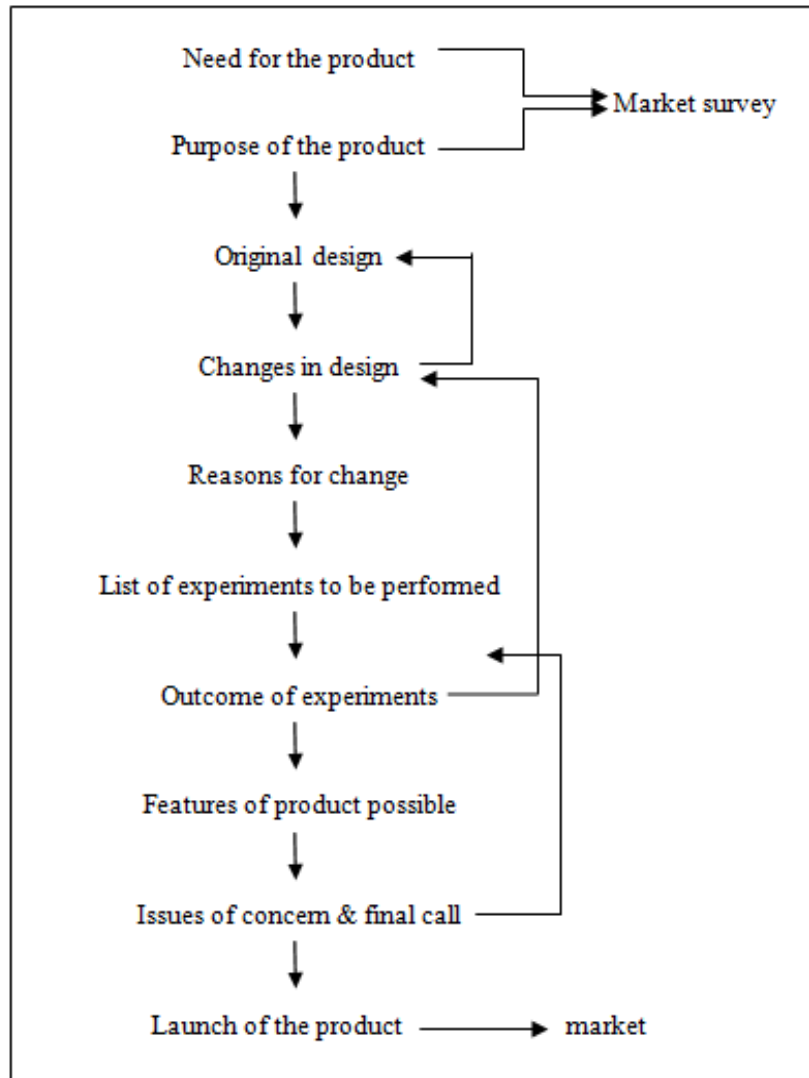 Need for the product
Market survey
Purpose of the product
Original design
Changes in design
Reasons for change
List of experiments to be performed
Outcome of experiments
Features of product possible
Issues of concern & final call
Launch of the product
market